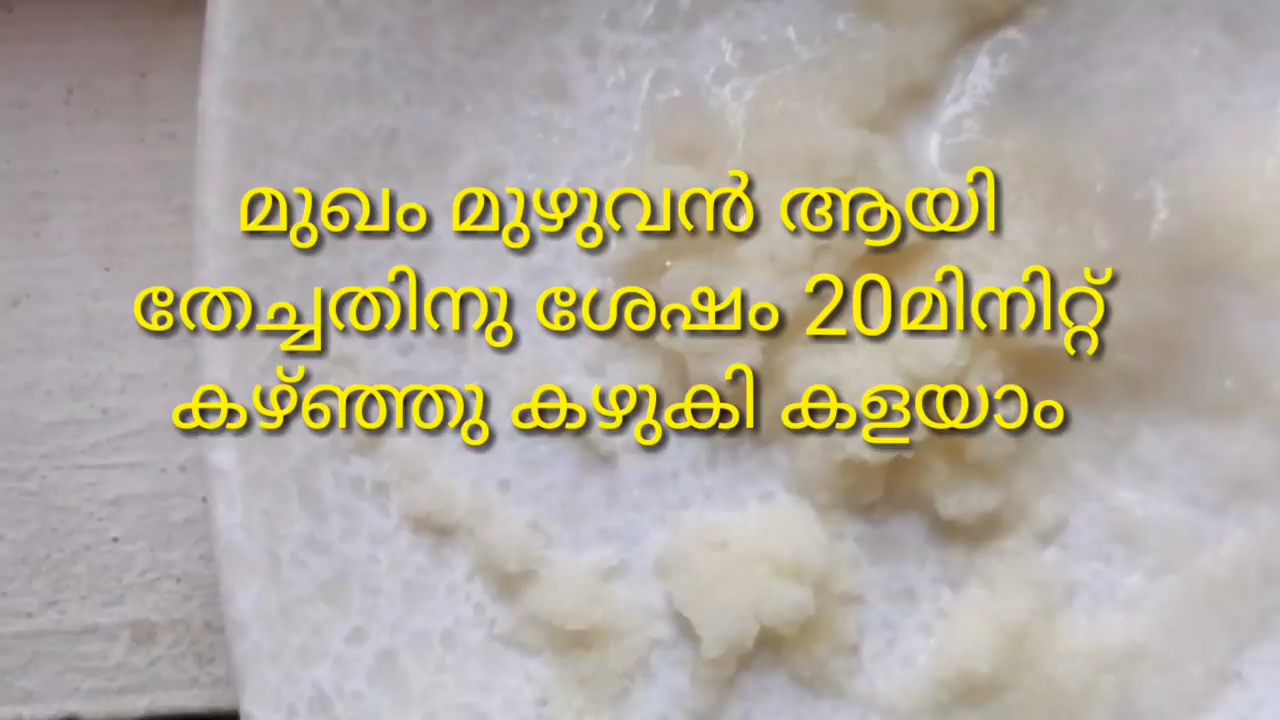 മുഖം മുഴുവൻ ആയി
തേച്ചതിനു ശേഷം 20മിനിറ്റ്
കഴ്ഞ്ഞു കഴുകി കളയാം